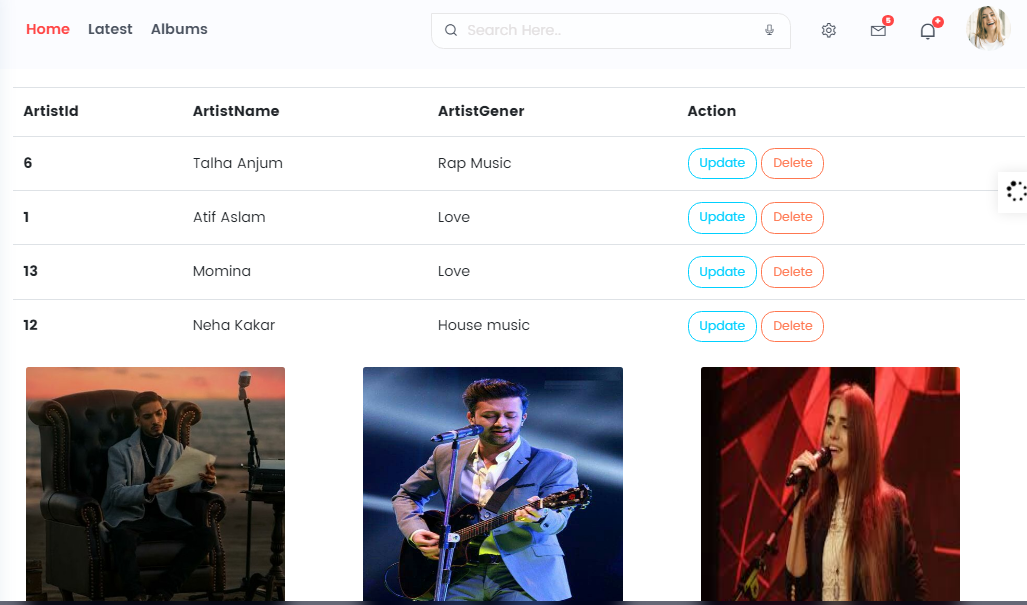 Home Latest Albums Search Here.. 5
ArtistId ArtistName ArtistGener Action
6 Talha Anjum Rap Music Update Delete
1 Atif Aslam Love Update Delete
13 Momina Love Update Delete
12 Neha Kakar House music Update Delete